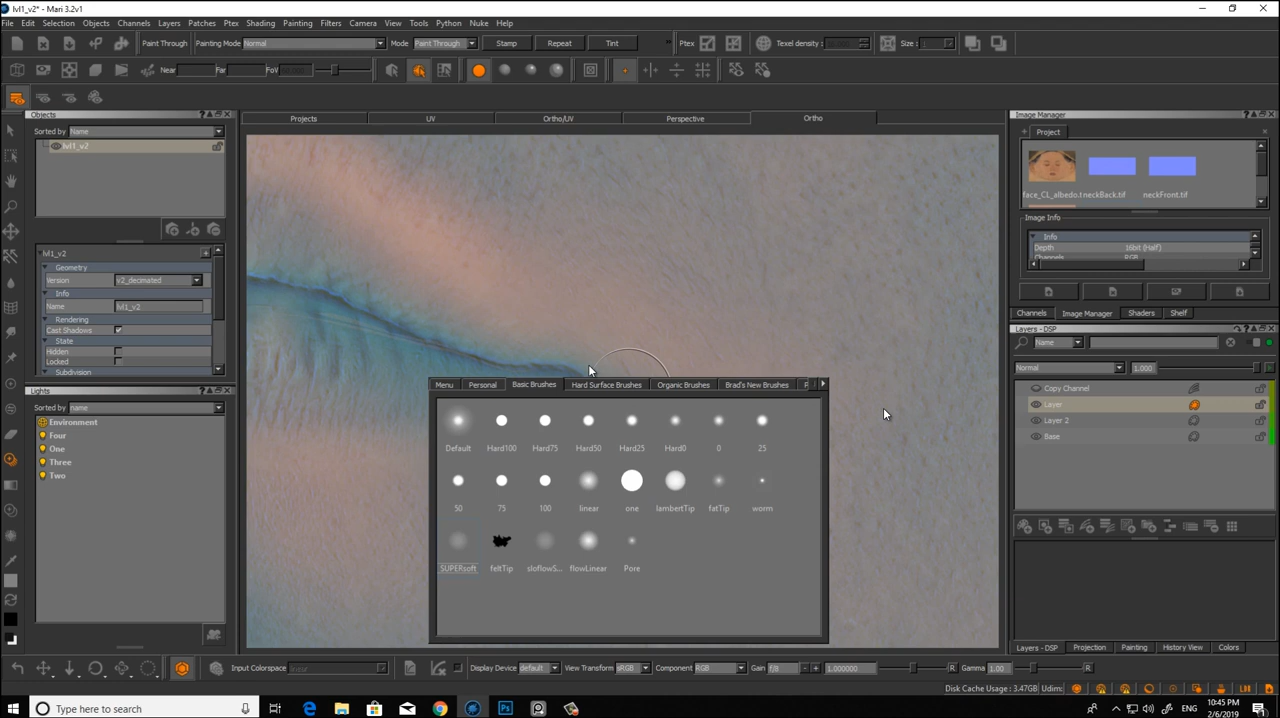 lvl1_v2* - Mari 3.2v1
File Edit Selection Objects Channels Layers Patches Ptex Shading Painting Filters Camera View Tools Python Nuke Help
Paint Through Painting Mode Normal Mode Paint Through Stamp Repeat Tint Ptex Texel density: Size: 1
Near Far FoV
Objects
Sorted by Name
lvl1_v2
lvl1_v2
Geometry
Version v2_decimated
Info
Name lvl1_v2
Rendering
Cast Shadows
State
Hidden
Locked
Subdivision
Lights
Sorted by name
Environment
Four
One
Three
Two
Projects UV Ortho/UV Perspective Ortho
Menu Personal Basic Brushes Hard Surface Brushes Organic Brushes Brad's New Brushes
Default Hard100 Hard75 Hard50 Hard25 Hard0 0 25
50 75 100 linear one lambertTip fatTip worm
SUPERsoft feltTip sloflowS... flowLinear Pore
Image Manager
Project
face_CL_albedo.t neckBack.tif neckFront.tif
Image Info
Info
Depth 16bit (Half)
Channels RGB
Channels Image Manager Shaders Shelf
Layers - DSP
Name
Normal 1.000
Copy Channel
Layer
Layer 2
Base
Layers - DSP Projection Painting History View Colors
Input Colorspace linear Display Device default View Transform sRGB Component RGB Gain f/8 1.000000 R Gamma 1.00 R
Disk Cache Usage : 3.47GB Udim:
Type here to search
ENG
10:45 PM
2/6/2019